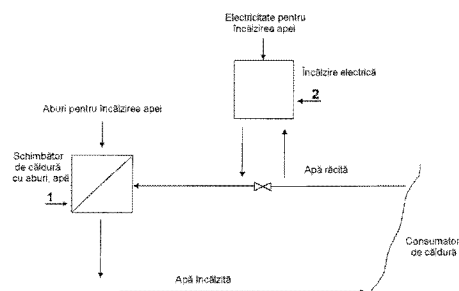 Electricitate pentru
încălzirea apei
Încălzire electrică
2
Aburi pentru încălzirea apei
Schimbător
de căldură
cu aburi, apă
1
Apă răcită
Consumator
de căldură
Apă încălzită